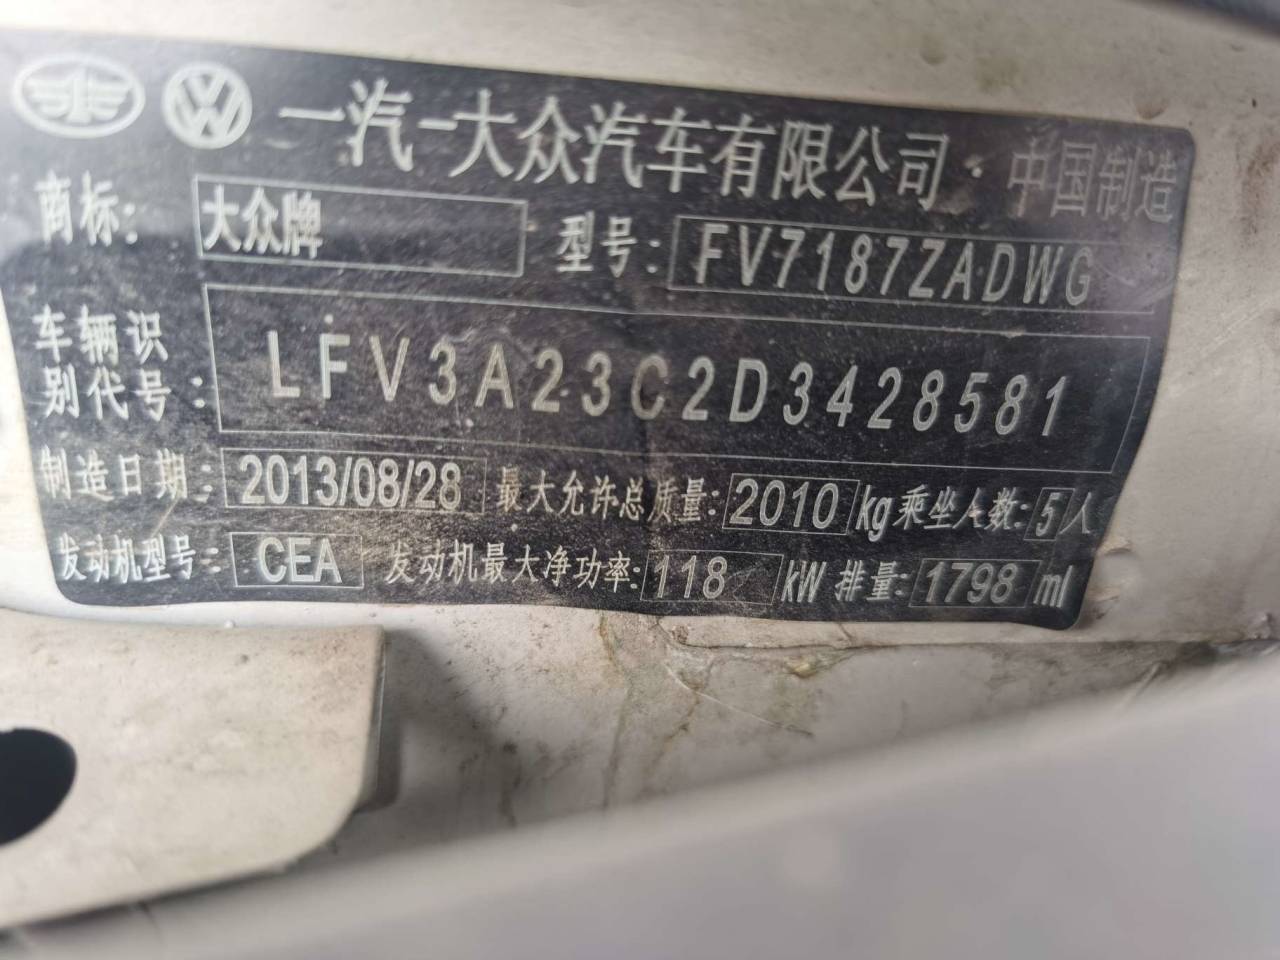 一汽-大众汽车有限公司·中国制造
商标: 大众牌 型号: FV7187ZADWG
车辆识
别代号: LFV3A23C2D3428581
制造日期: 2013/08/28 最大允许总质量: 2010 kg 乘坐人数: 5 人
发动机型号: CEA 发动机最大净功率: 118 kW 排量: 1798 ml